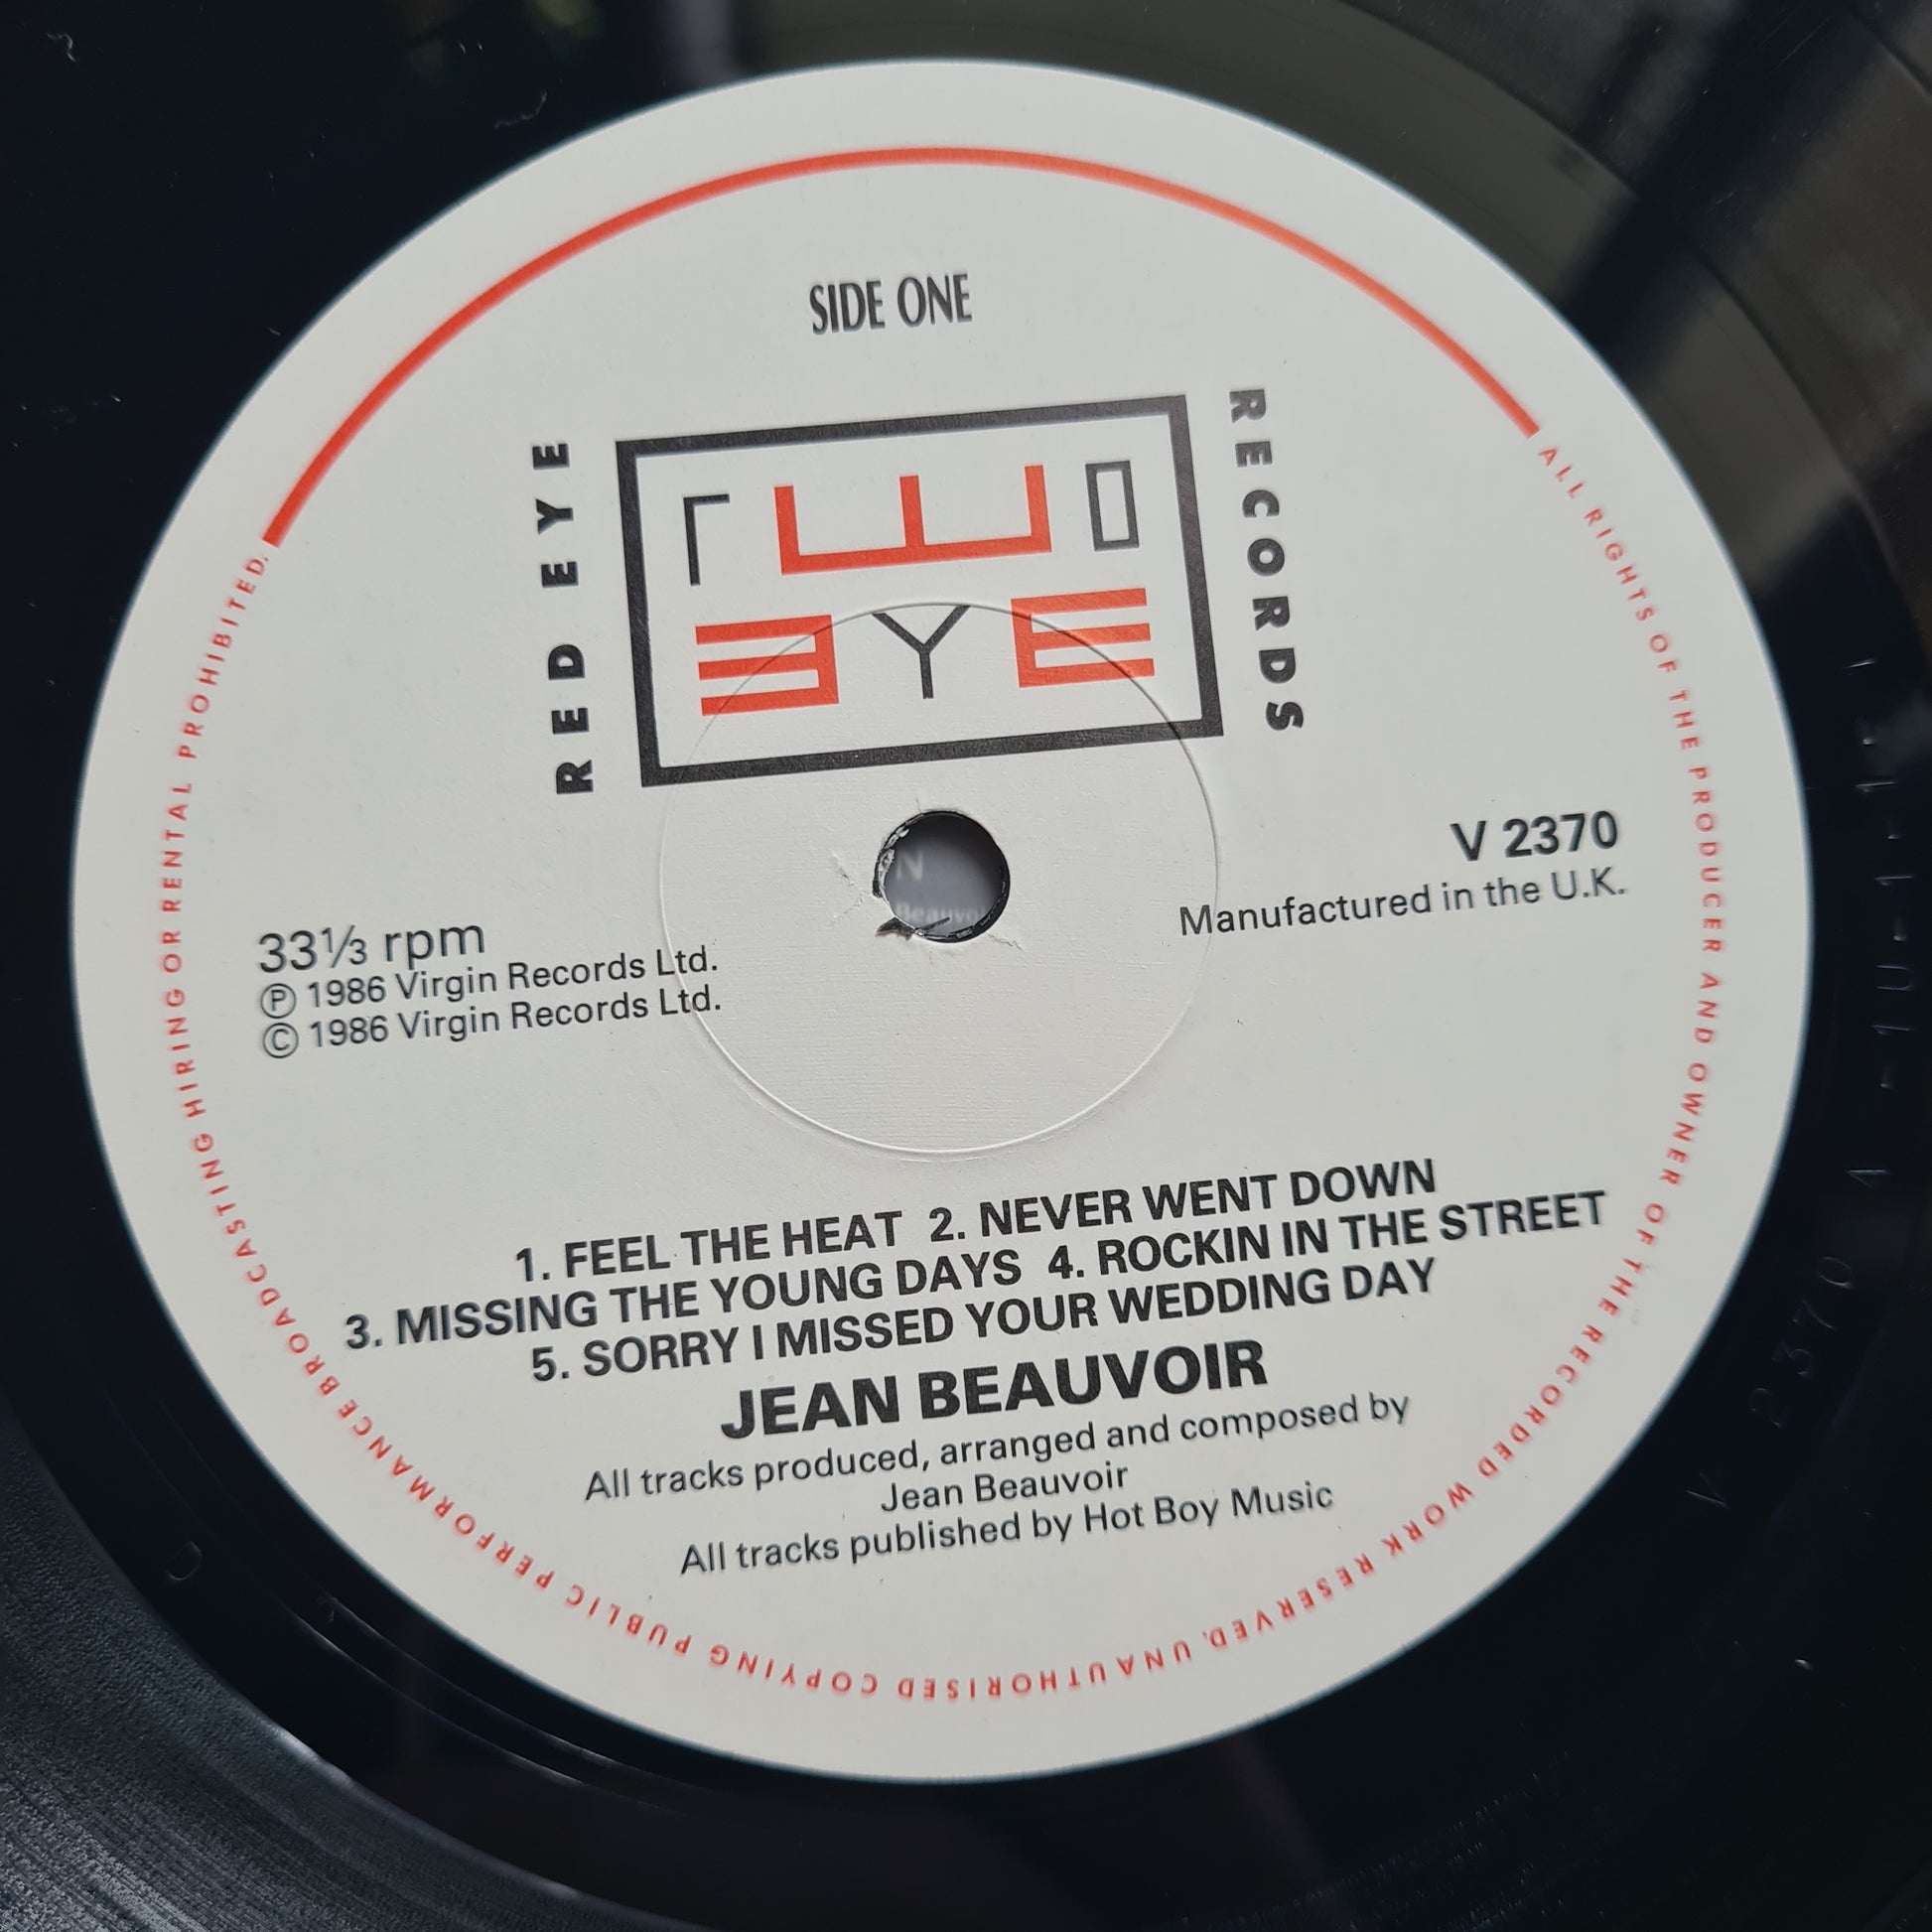 SIDE ONE
RED EYE
rED
EYE
RECORDS
V 2370
Manufactured in the U.K.
33⅓ rpm
Ⓟ 1986 Virgin Records Ltd.
© 1986 Virgin Records Ltd.
1. FEEL THE HEAT 2. NEVER WENT DOWN
3. MISSING THE YOUNG DAYS 4. ROCKIN IN THE STREET
5. SORRY I MISSED YOUR WEDDING DAY
JEAN BEAUVOIR
All tracks produced, arranged and composed by
Jean Beauvoir
All tracks published by Hot Boy Music
ALL RIGHTS OF THE PRODUCER AND OWNER OF THE RECORDED WORK RESERVED. UNAUTHORISED COPYING PUBLIC PERFORMANCE BROADCASTING HIRING OR RENTAL PROHIBITED.